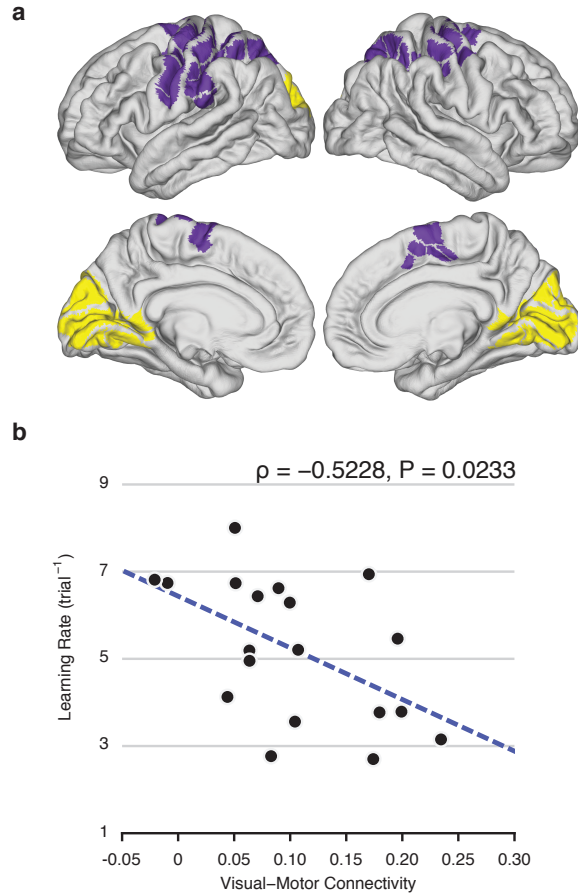 a
b
ρ = −0.5228, P = 0.0233
9
7
5
3
1
Learning Rate (trial⁻¹)
-0.05 0 0.05 0.10 0.15 0.20 0.25 0.30
Visual–Motor Connectivity